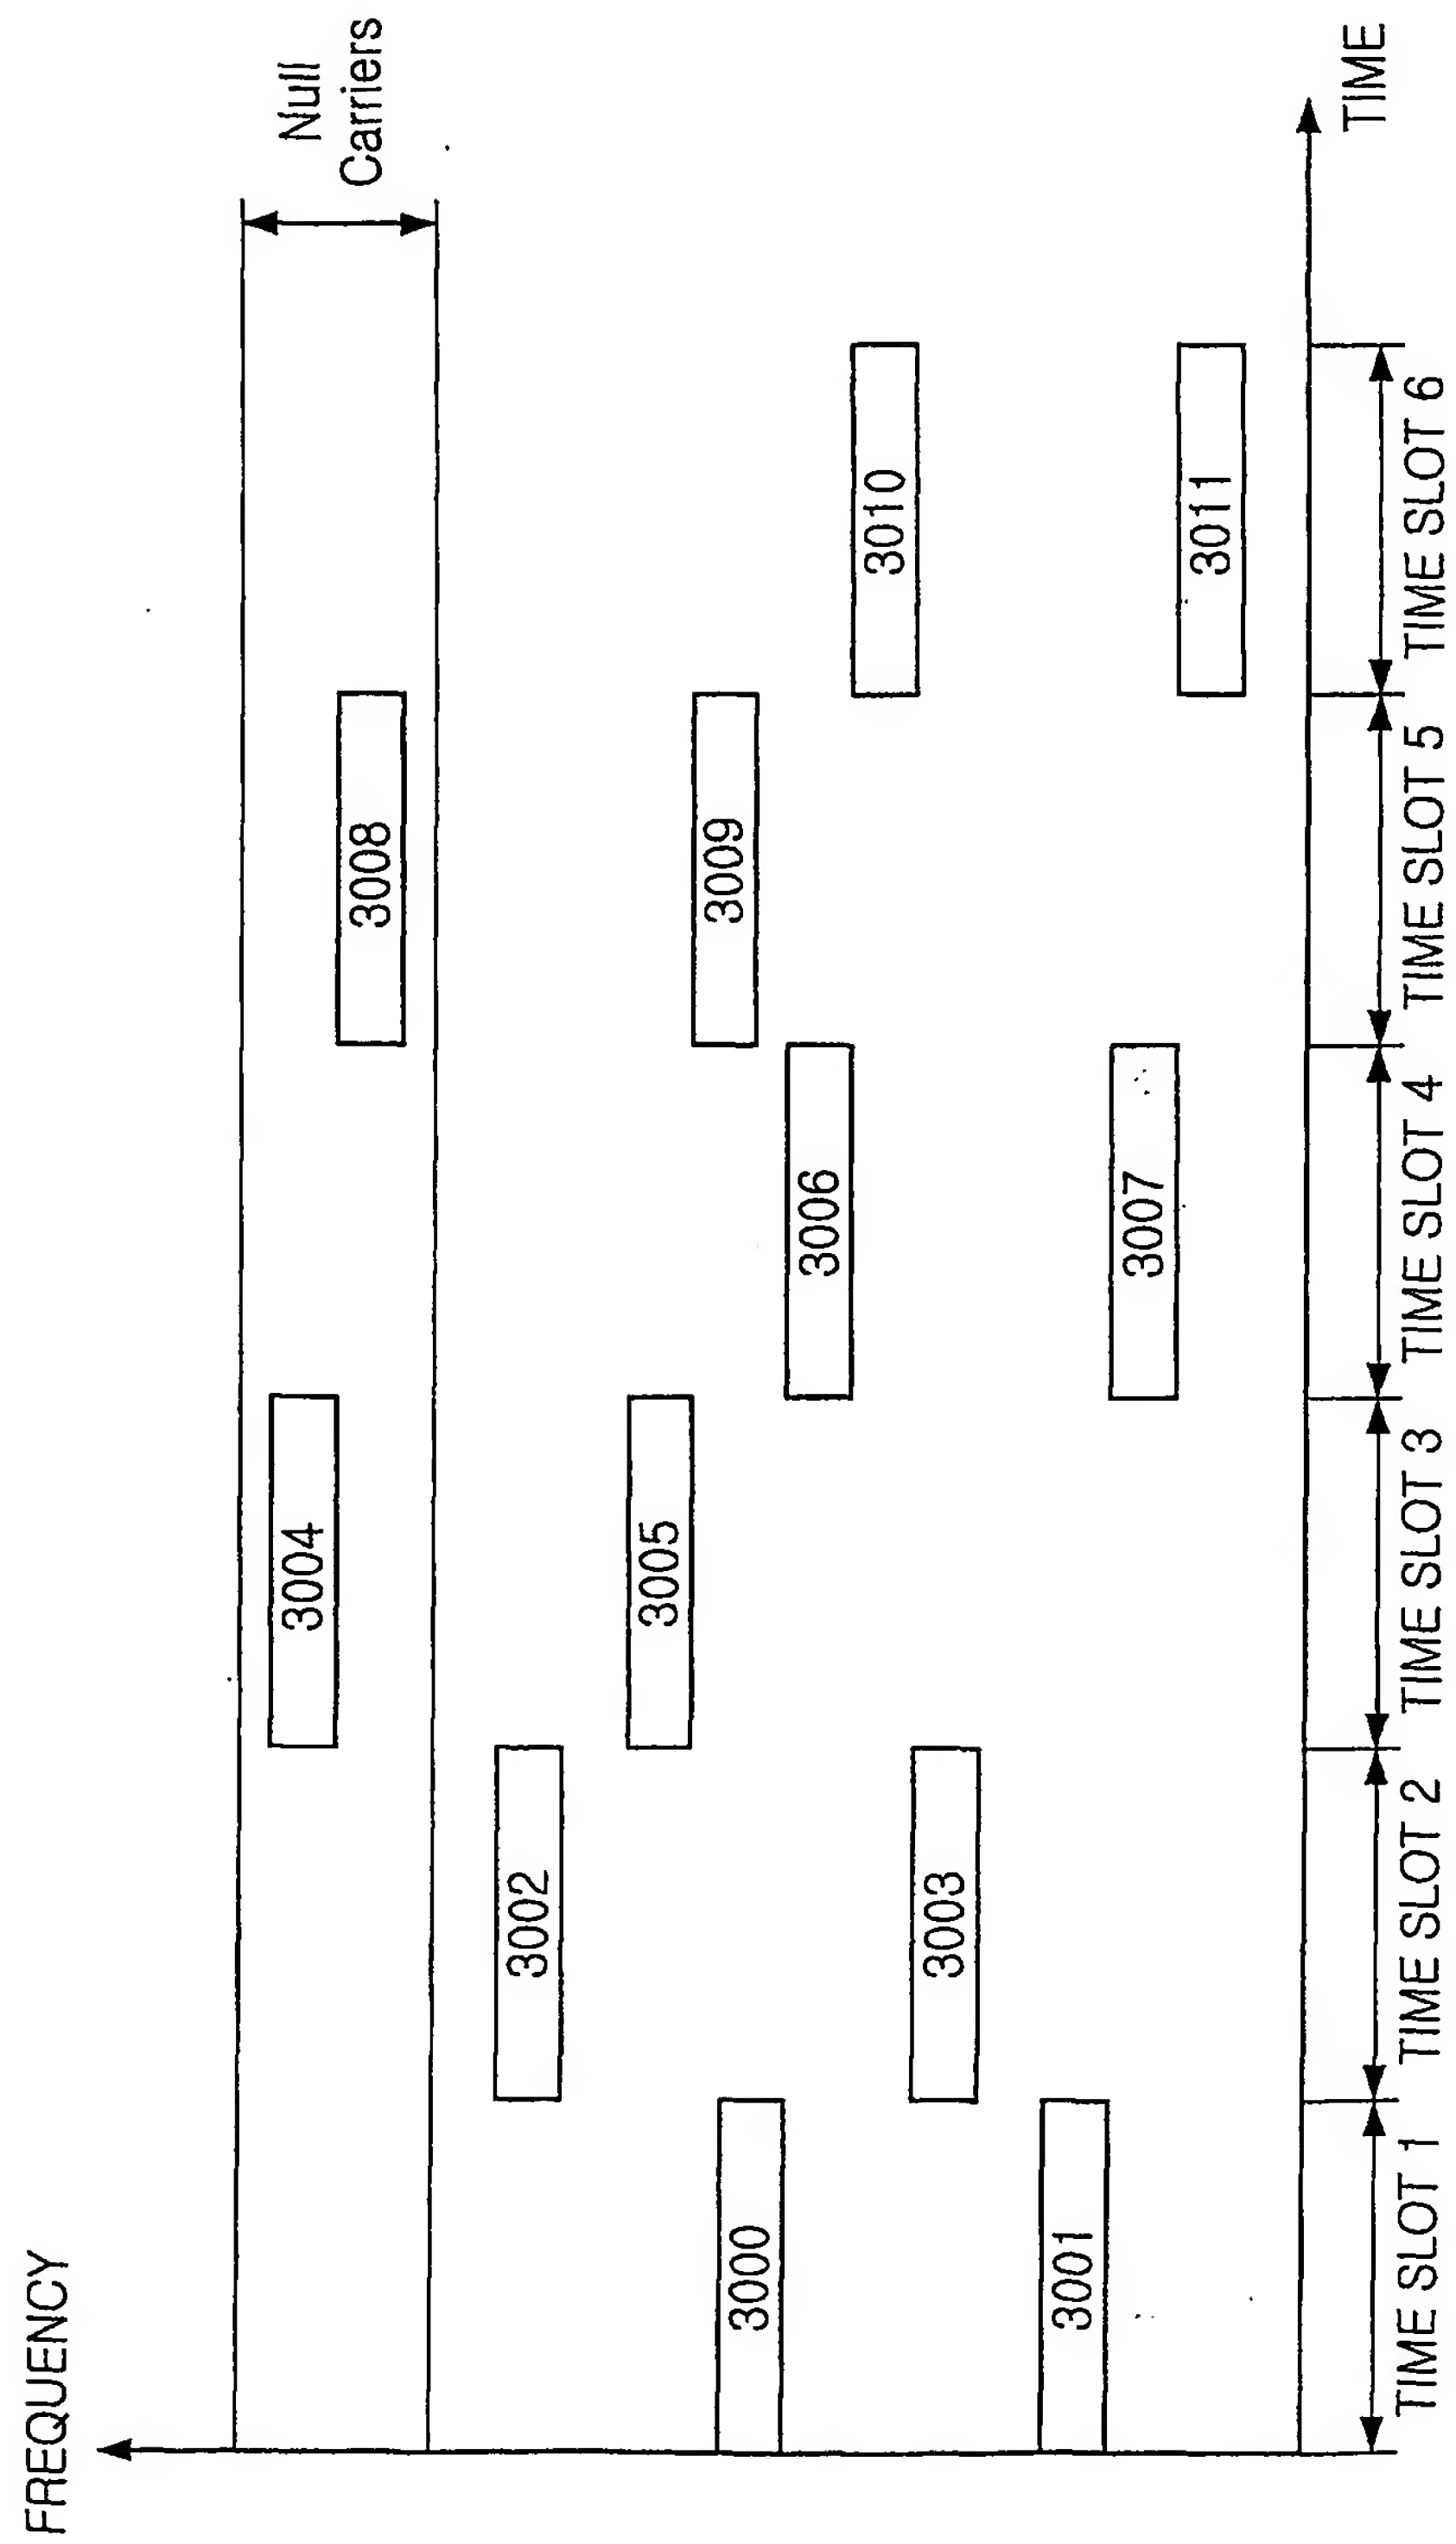 FREQUENCY
Null
Carriers
3004
3008
3002
3005
3009
3000
3006
3010
3003
3001
3007
3011
TIME
TIME SLOT 1
TIME SLOT 2
TIME SLOT 3
TIME SLOT 4
TIME SLOT 5
TIME SLOT 6